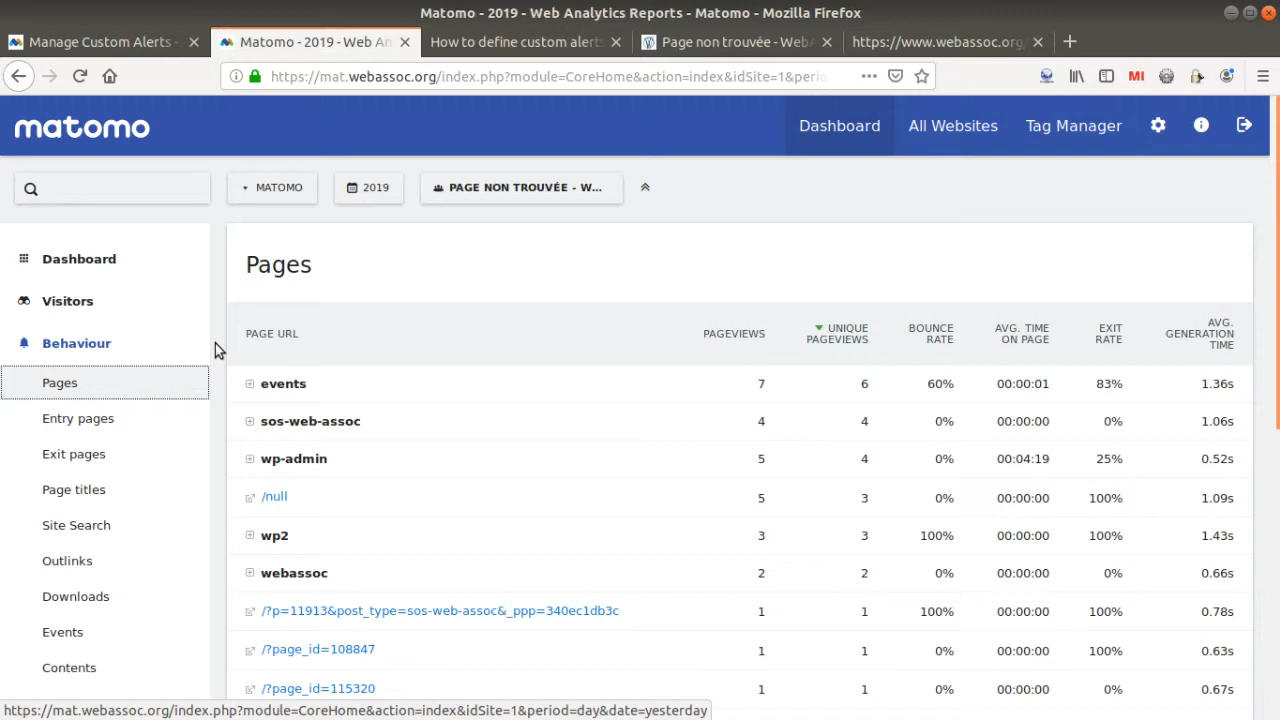 Matomo - 2019 - Web Analytics Reports - Matomo - Mozilla Firefox
Manage Custom Alerts -
Matomo - 2019 - Web An
How to define custom alert
Page non trouvée - WebA
https://www.webassoc.org
https://mat.webassoc.org/index.php?module=CoreHome&action=index&idSite=1&perio
MI
matomo
Dashboard
All Websites
Tag Manager
MATOMO
2019
PAGE NON TROUVÉE - W...
Dashboard
Visitors
Behaviour
Pages
Entry pages
Exit pages
Page titles
Site Search
Outlinks
Downloads
Events
Contents
Pages
PAGE URL
PAGEVIEWS
UNIQUE
PAGEVIEWS
BOUNCE
RATE
AVG. TIME
ON PAGE
EXIT
RATE
AVG.
GENERATION
TIME
events 7 6 60% 00:00:01 83% 1.36s
sos-web-assoc 4 4 0% 00:00:00 0% 1.06s
wp-admin 5 4 0% 00:04:19 25% 0.52s
/null 5 3 0% 00:00:00 100% 1.09s
wp2 3 3 100% 00:00:00 100% 1.43s
webassoc 2 2 0% 00:00:00 0% 0.66s
/?p=11913&post_type=sos-web-assoc&_ppp=340ec1db3c 1 1 100% 00:00:00 100% 0.78s
/?page_id=108847 1 1 0% 00:00:00 100% 0.63s
/?page_id=115320 1 1 0% 00:00:00 0% 0.67s
https://mat.webassoc.org/index.php?module=CoreHome&action=index&idSite=1&period=day&date=yesterday